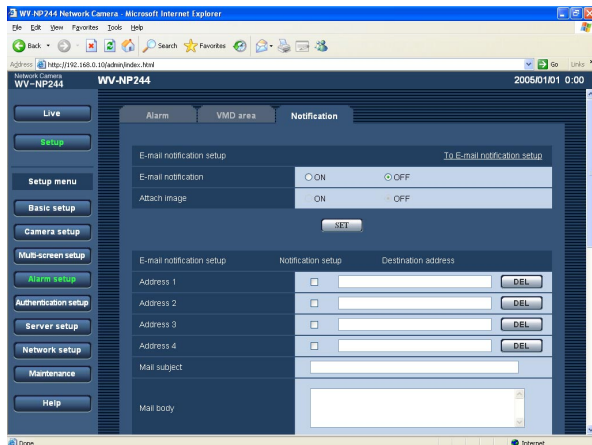 WV-NP244 Network Camera - Microsoft Internet Explorer
File Edit View Favorites Tools Help
Back Search Favorites
Address http://192.168.0.10/admin/index.html Go Links
Network Camera
WV-NP244
WV-NP244
2005/01/01 0:00
Live
Setup
Setup menu
Basic setup
Camera setup
Multi-screen setup
Alarm setup
Authentication setup
Server setup
Network setup
Maintenance
Help
Alarm VMD area Notification
E-mail notification setup To E-mail notification setup
E-mail notification ON OFF
Attach image ON OFF
SET
E-mail notification setup Notification setup Destination address
Address 1 DEL
Address 2 DEL
Address 3 DEL
Address 4 DEL
Mail subject
Mail body
Done Internet